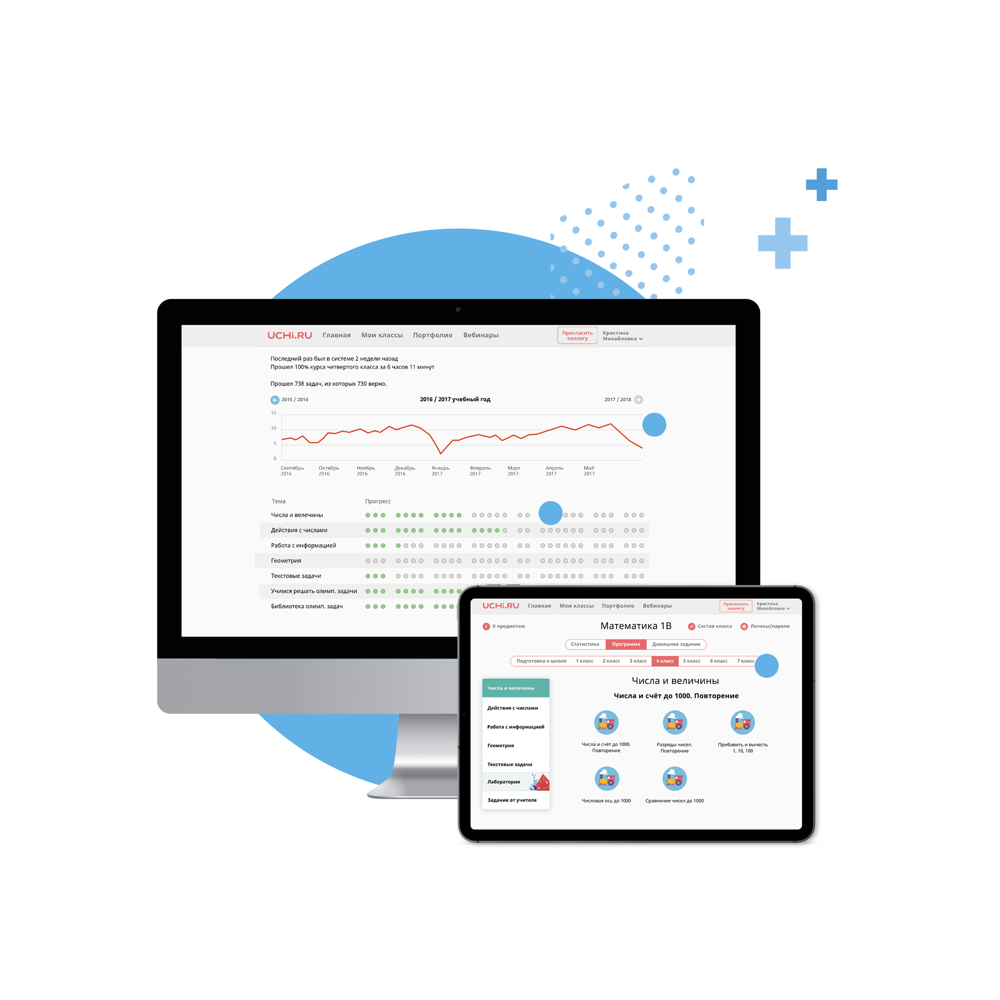 UCHi.RU Главная Мои классы Портфолио Вебинары
Пригласить
коллегу
Кристина
Михайловна
Последний раз был в системе 2 недели назад
Прошел 100% курса четвертого класса за 6 часов 11 минут
Прошел 738 задач, из которых 730 верно.
2015 / 2016
2016 / 2017 учебный год
2017 / 2018
15
10
5
0
Сентябрь
2016
Октябрь
2016
Ноябрь
2016
Декабрь
2016
Январь
2017
Февраль
2017
Март
2017
Апрель
2017
Май
2017
Тема Прогресс
Числа и велечины
Действия с числами
Работа с информацией
Геометрия
Текстовые задачи
Учимся решать олимп. задачи
Библиотека олимп. задач
UCHi.RU Главная Мои классы Портфолио Вебинары
Пригласить
коллегу
Кристина
Михайловна
К предметам
Математика 1В
Состав класса
Логины/пароли
Статистика Программа Домашнее задание
Подготовка к школе 1 класс 2 класс 3 класс 4 класс 5 класс 6 класс 7 класс
Числа и величины
Действия с числами
Работа с информацией
Геометрия
Текстовые задачи
Лаборатория
Задание от учителя
Числа и величины
Числа и счёт до 1000. Повторение
Числа и счёт до 1000.
Повторение
Разряды чисел.
Повторение
Прибавить и вычесть
1, 10, 100
Числовая ось до 1000
Сравнение чисел до 1000